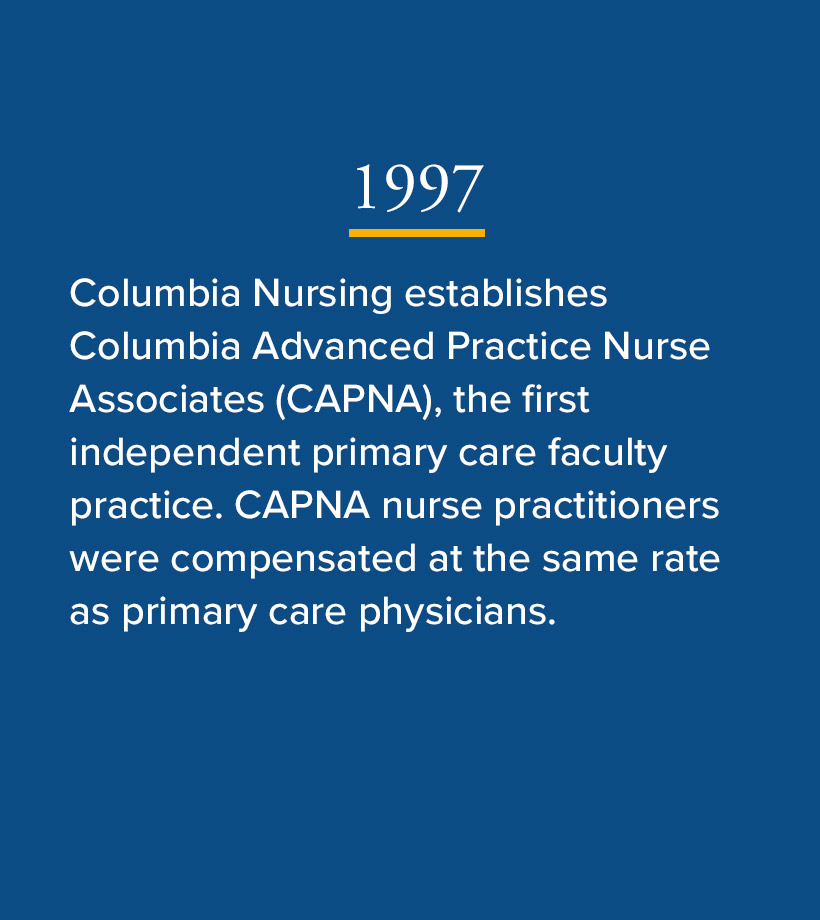 1997
Columbia Nursing establishes
Columbia Advanced Practice Nurse
Associates (CAPNA), the first
independent primary care faculty
practice. CAPNA nurse practitioners
were compensated at the same rate
as primary care physicians.